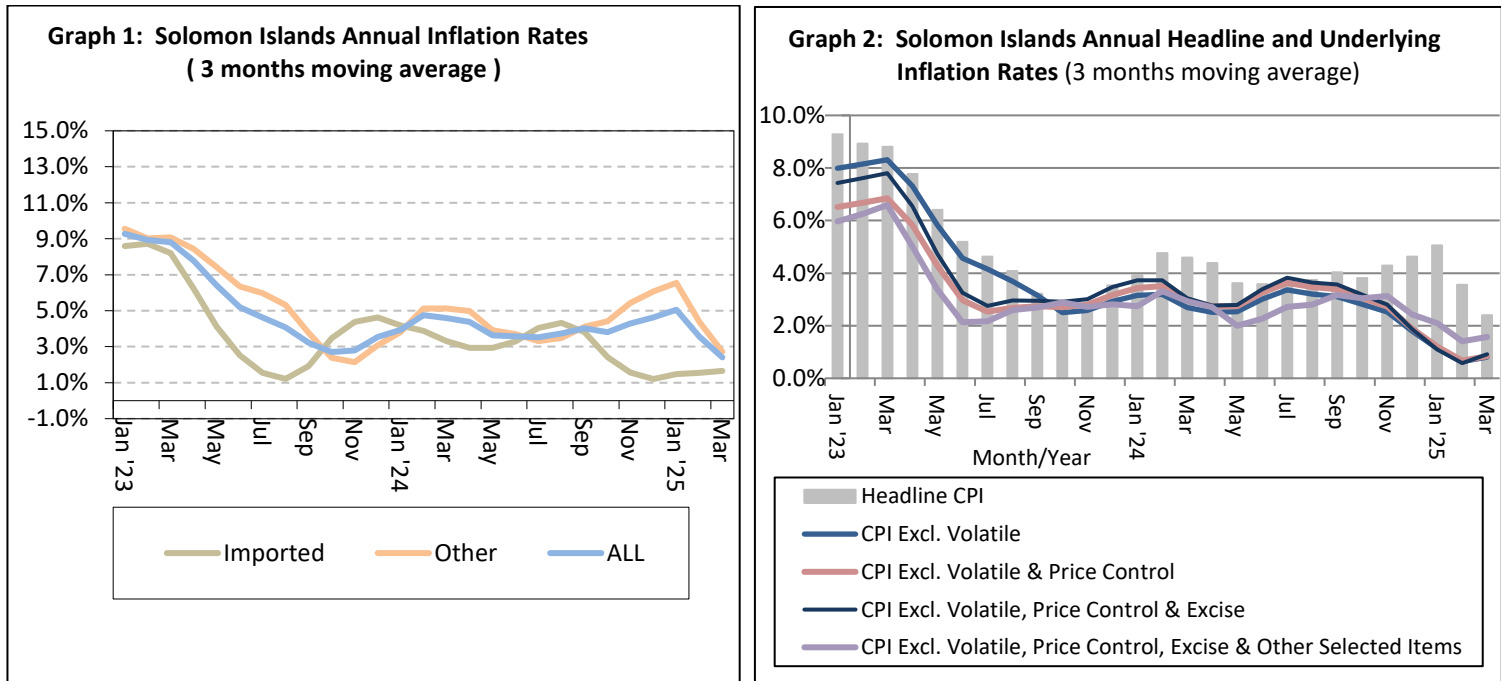 Graph 1: Solomon Islands Annual Inflation Rates
( 3 months moving average )
15.0%
13.0%
11.0%
9.0%
7.0%
5.0%
3.0%
1.0%
-1.0%
Jan '23
Mar
May
Jul
Sep
Nov
Jan '24
Mar
May
Jul
Sep
Nov
Jan '25
Mar
Imported
Other
ALL
Graph 2: Solomon Islands Annual Headline and Underlying
Inflation Rates (3 months moving average)
10.0%
8.0%
6.0%
4.0%
2.0%
0.0%
Jan '23
Mar
May
Jul
Sep
Nov
Jan '24
Mar
May
Jul
Sep
Nov
Jan '25
Mar
Month/Year
Headline CPI
CPI Excl. Volatile
CPI Excl. Volatile & Price Control
CPI Excl. Volatile, Price Control & Excise
CPI Excl. Volatile, Price Control, Excise & Other Selected Items